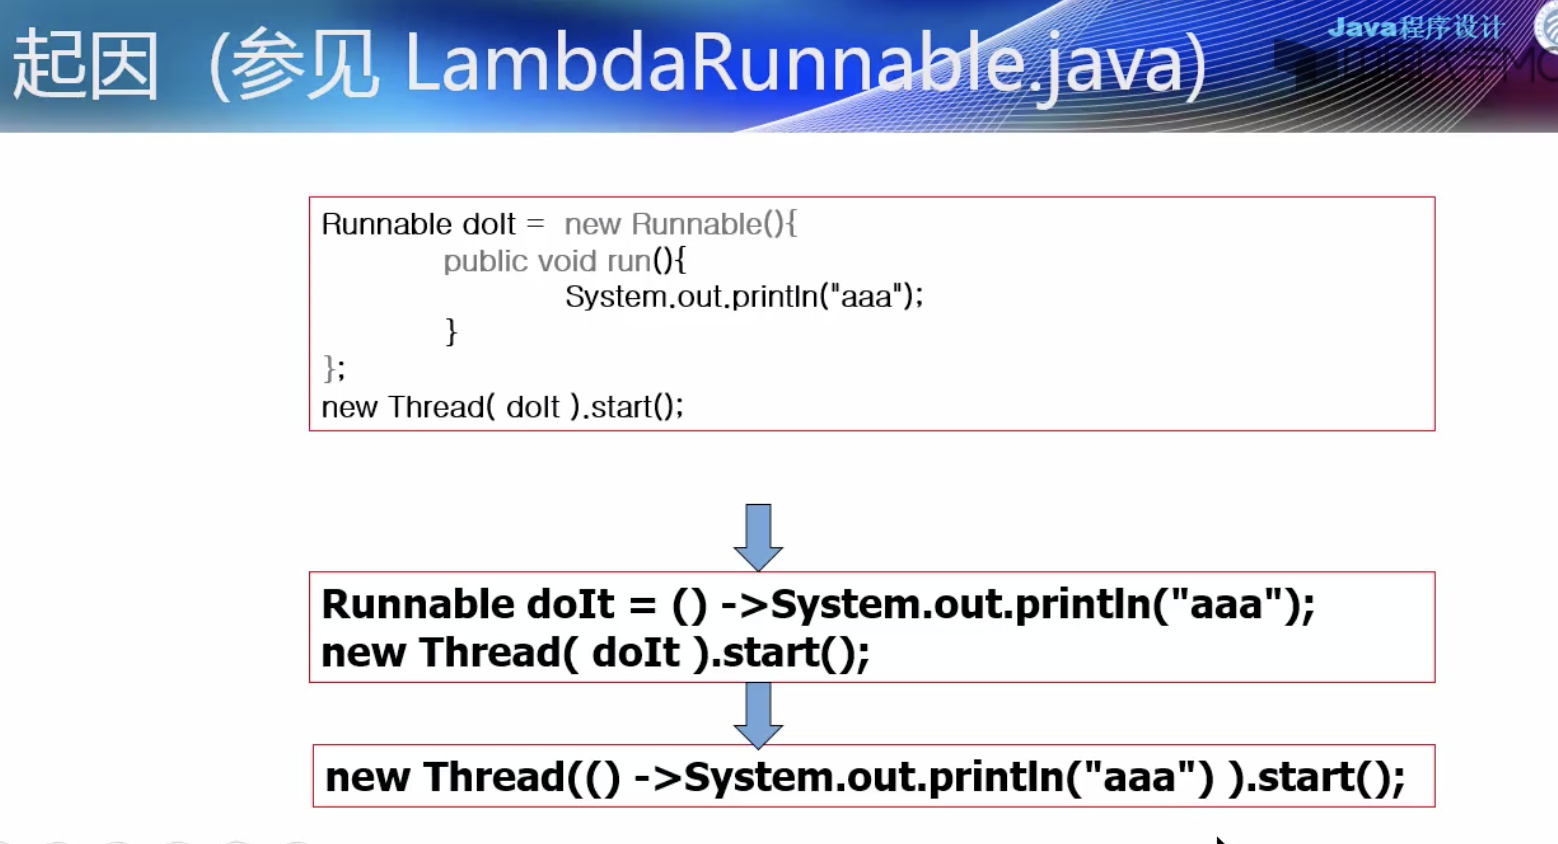 起因 (参见 LambdaRunnable.java)
Java程序设计
Runnable doIt = new Runnable(){
public void run(){
System.out.println("aaa");
}
};
new Thread( doIt ).start();
Runnable doIt = () ->System.out.println("aaa");
new Thread( doIt ).start();
new Thread(() ->System.out.println("aaa") ).start();